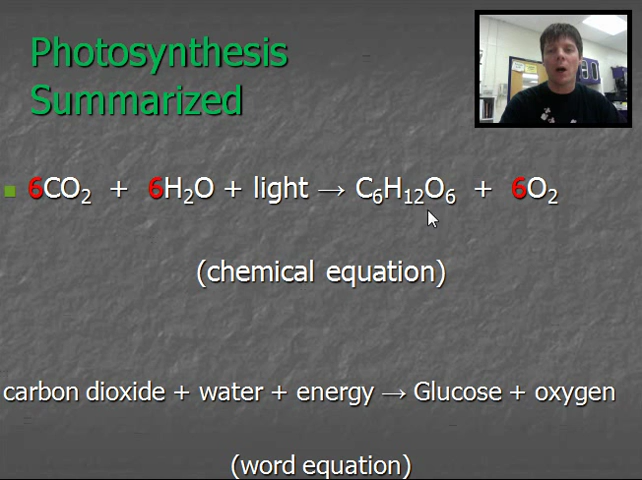 Photosynthesis
Summarized
6CO₂ + 6H₂O + light → C₆H₁₂O₆ + 6O₂
(chemical equation)
carbon dioxide + water + energy → Glucose + oxygen
(word equation)